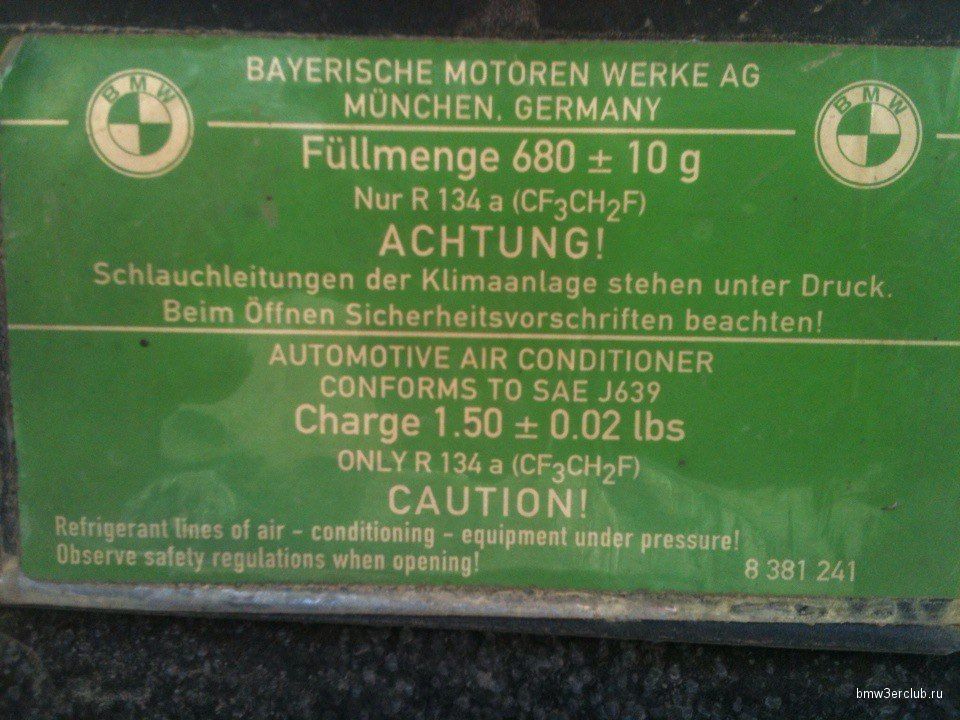 BAYERISCHE MOTOREN WERKE AG
MÜNCHEN, GERMANY
BMW
BMW
Füllmenge 680 ± 10 g
Nur R 134 a (CF₃CH₂F)
ACHTUNG!
Schlauchleitungen der Klimaanlage stehen unter Druck.
Beim Öffnen Sicherheitsvorschriften beachten!
AUTOMOTIVE AIR CONDITIONER
CONFORMS TO SAE J639
Charge 1.50 ± 0.02 lbs
ONLY R 134 a (CF₃CH₂F)
CAUTION!
Refrigerant lines of air - conditioning - equipment under pressure!
Observe safety regulations when opening!
8 381 241
bmw3erclub.ru